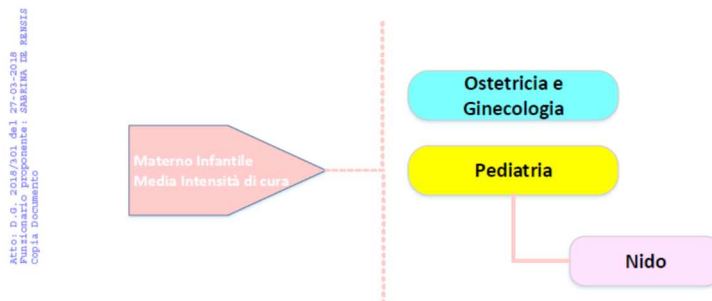 Atto: D.G. 2018/301 del 27-03-2018
Funzionario proponente: SABRINA DE RENSIS
Copia Documento
Materno Infantile
Media Intensità di cura
Ostetricia e
Ginecologia
Pediatria
Nido